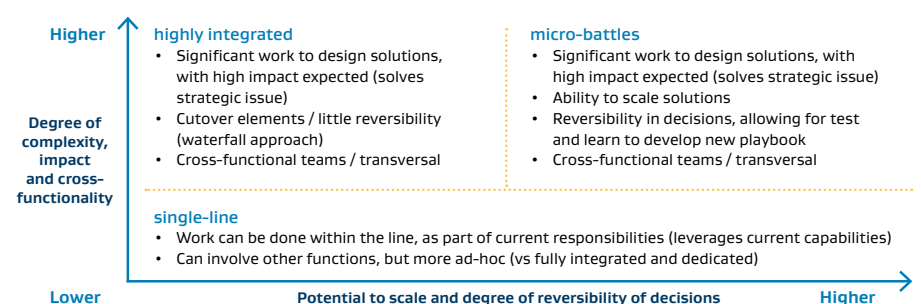 Higher
Degree of
complexity,
impact
and cross-
functionality
Lower
highly integrated
• Significant work to design solutions,
with high impact expected (solves
strategic issue)
• Cutover elements / little reversibility
(waterfall approach)
• Cross-functional teams / transversal
micro-battles
• Significant work to design solutions, with
high impact expected (solves strategic issue)
• Ability to scale solutions
• Reversibility in decisions, allowing for test
and learn to develop new playbook
• Cross-functional teams / transversal
single-line
• Work can be done within the line, as part of current responsibilities (leverages current capabilities)
• Can involve other functions, but more ad-hoc (vs fully integrated and dedicated)
Potential to scale and degree of reversibility of decisions
Higher